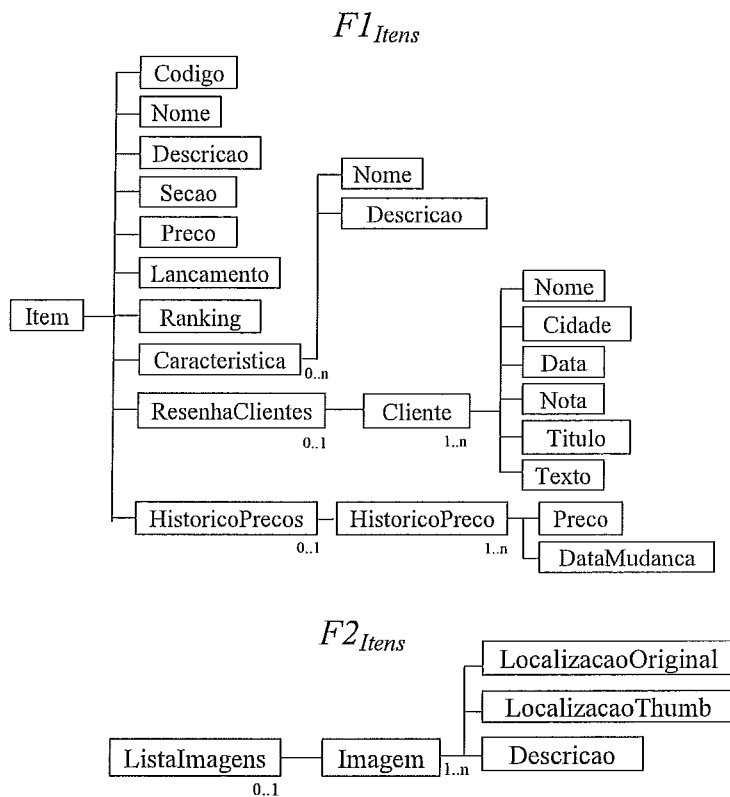 F1Itens
Codigo
Nome
Descricao
Secao
Preco
Lancamento
Item
Ranking
Caracteristica
0..n
Nome
Descricao
ResenhaClientes
0..1
Cliente
1..n
Nome
Cidade
Data
Nota
Titulo
Texto
HistoricoPrecos
0..1
HistoricoPreco
1..n
Preco
DataMudanca
F2Itens
ListaImagens
0..1
Imagem
1..n
LocalizacaoOriginal
LocalizacaoThumb
Descricao